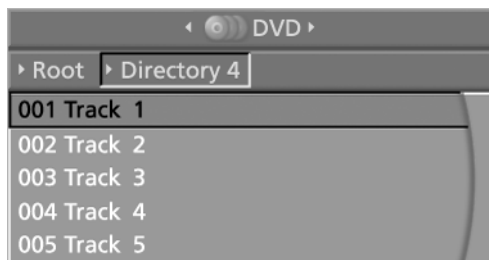 DVD
Root Directory 4
001 Track 1
002 Track 2
003 Track 3
004 Track 4
005 Track 5